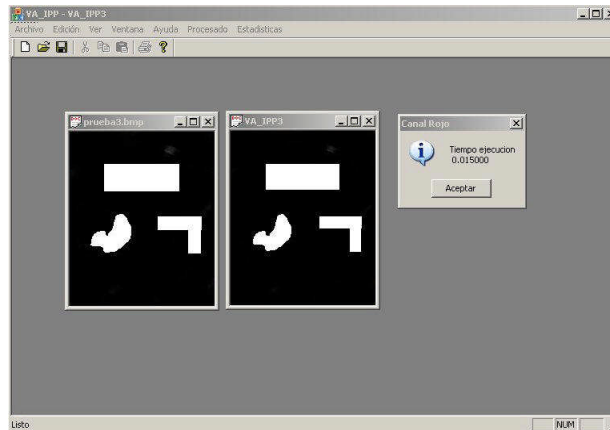 VA_IPP - VA_IPP3
Archivo Edición Ver Ventana Ayuda Procesado Estadísticas
prueba3.bmp
VA_IPP3
Canal Rojo
Tiempo ejecucion
0.015000
Aceptar
Listo
NUM